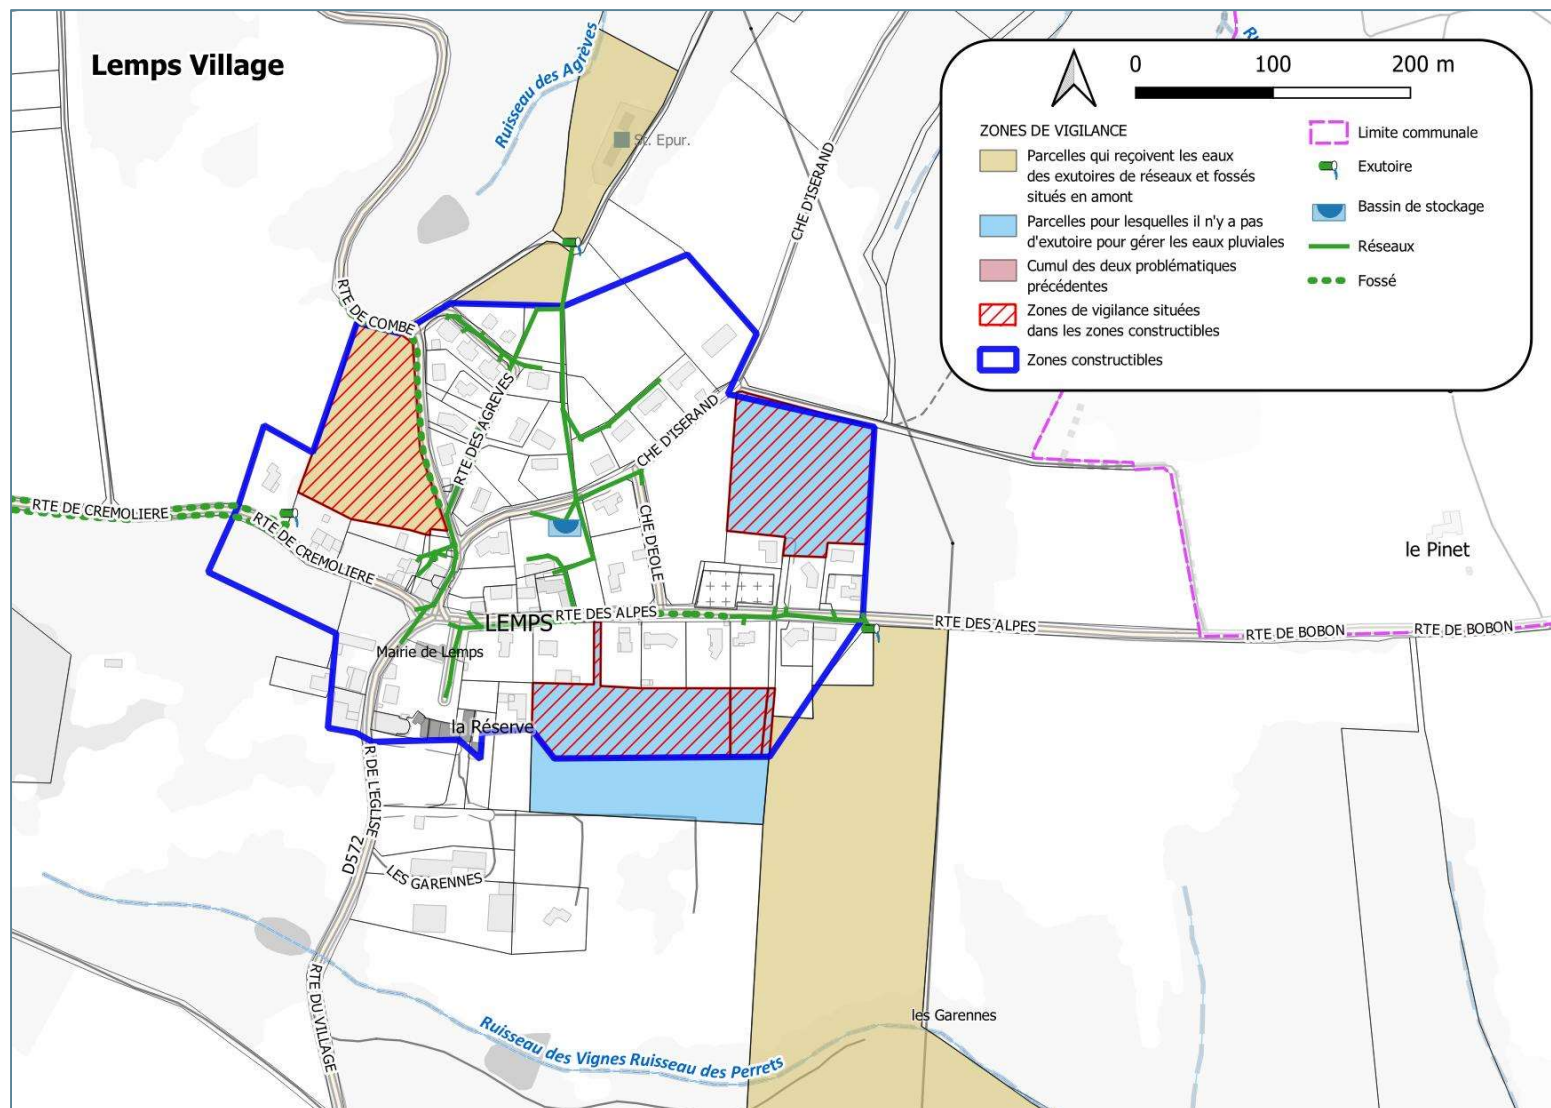 Lemps Village
Ruisseau des Agrèves
St. Epur.
CHE D'ISERAND
0 100 200 m
ZONES DE VIGILANCE
Parcelles qui reçoivent les eaux
des exutoires de réseaux et fossés
situés en amont
Parcelles pour lesquelles il n'y a pas
d'exutoire pour gérer les eaux pluviales
Cumul des deux problématiques
précédentes
Zones de vigilance situées
dans les zones constructibles
Zones constructibles
Limite communale
Exutoire
Bassin de stockage
Réseaux
Fossé
RTE DE COMBE
RTE DES AGREVES
CHE D'ISERAND
RTE DE CREMOLIERE
RTE DE CREMOLIERE
CHE D'EOLE
le Pinet
LEMPS
RTE DES ALPES
RTE DES ALPES
RTE DE BOBON
RTE DE BOBON
Mairie de Lemps
la Réserve
R DE L'EGLISE
D572
LES GARENNES
RTE DU VILLAGE
Ruisseau des Vignes Ruisseau des Perrets
les Garennes